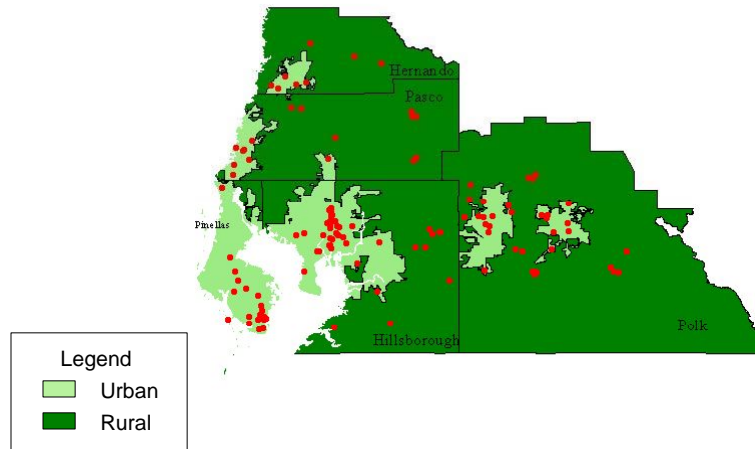 Hernando
Pasco
Pinellas
Hillsborough
Polk
Legend
Urban
Rural